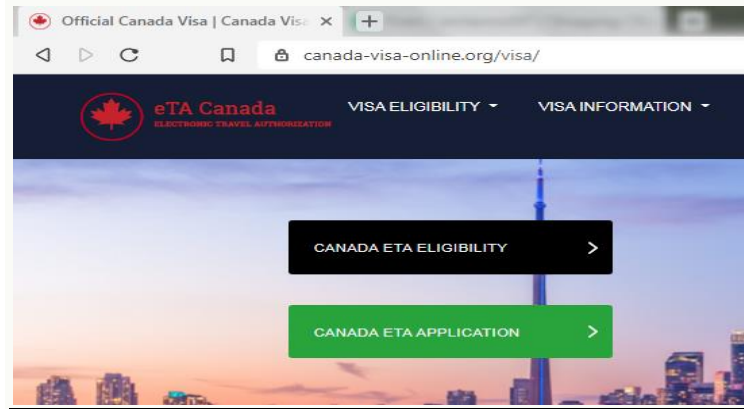 Official Canada Visa | Canada Vis
canada-visa-online.org/visa/
eTA Canada
ELECTRONIC TRAVEL AUTHORIZATION
VISA ELIGIBILITY
VISA INFORMATION
CANADA ETA ELIGIBILITY
CANADA ETA APPLICATION